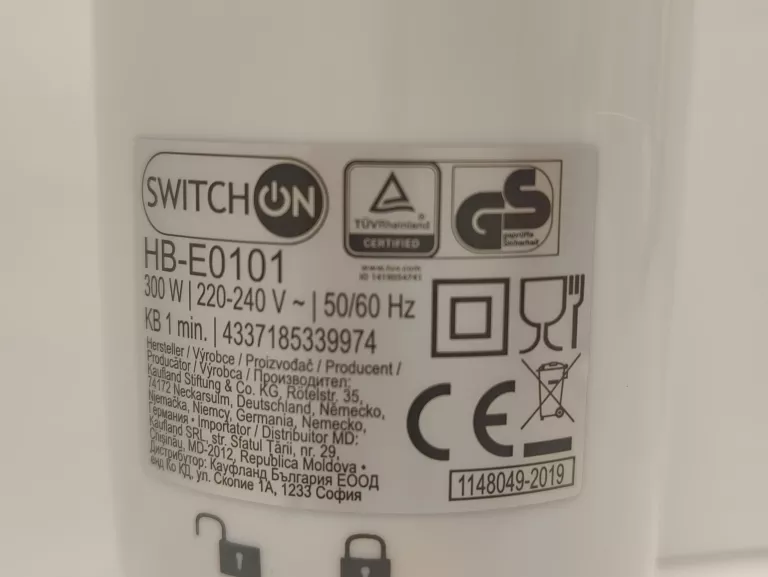 SWITCH ON
TÜVRheinland
CERTIFIED
www.tuv.com
ID 1419054741
GS
geprüfte
Sicherheit
HB-E0101
300 W | 220-240 V ~ | 50/60 Hz
KB 1 min. | 4337185339974
Hersteller / Výrobce / Proizvođač / Producent /
Producător / Výrobca / Производител:
Kaufland Stiftung & Co. KG, Rötelstr. 35,
74172 Neckarsulm, Deutschland, Německo,
Njemačka, Niemcy, Germania, Nemecko,
Германия • Importator / Distribuitor MD:
Kaufland SRL, str. Sfatul Țării, nr. 29,
Chișinău, MD-2012, Republica Moldova •
Дистрибутор: Кауфланд България ЕООД
енд Ко КД, ул. Скопие 1А, 1233 София
CE
1148049-2019